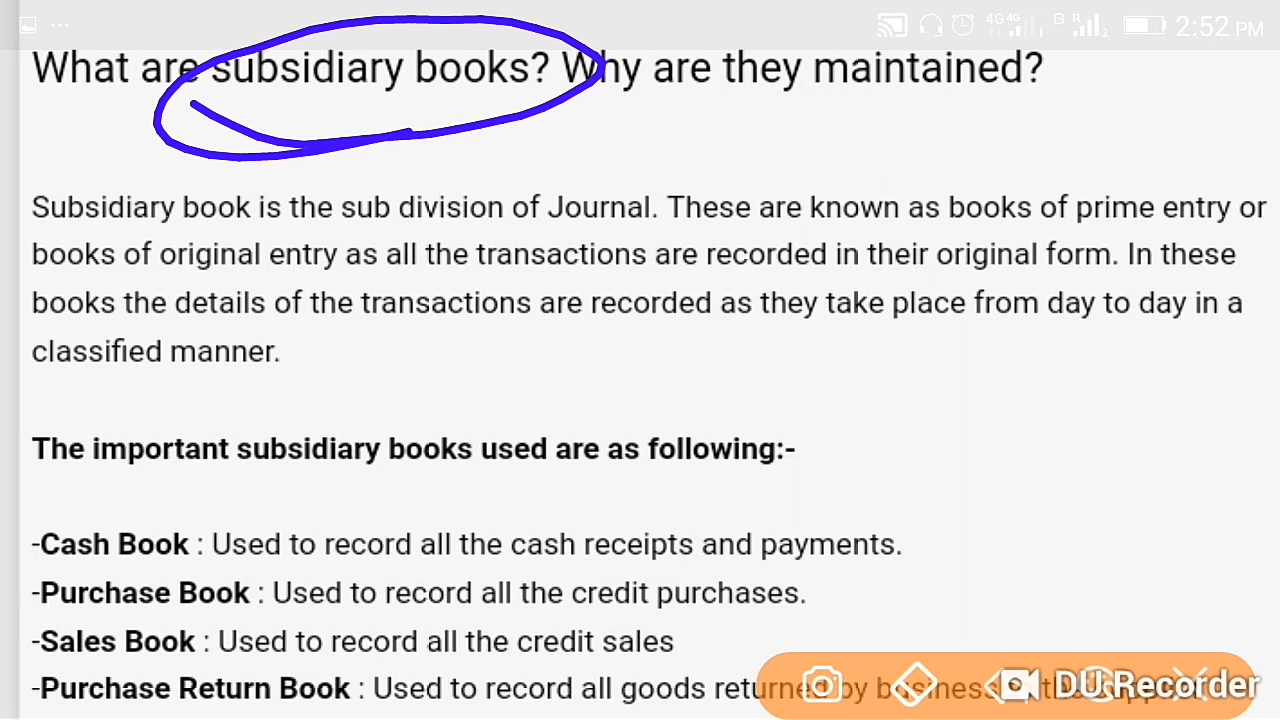 2:52 PM
What are subsidiary books? Why are they maintained?
Subsidiary book is the sub division of Journal. These are known as books of prime entry or
books of original entry as all the transactions are recorded in their original form. In these
books the details of the transactions are recorded as they take place from day to day in a
classified manner.
The important subsidiary books used are as following:-
-Cash Book : Used to record all the cash receipts and payments.
-Purchase Book : Used to record all the credit purchases.
-Sales Book : Used to record all the credit sales
-Purchase Return Book : Used to record all goods returned by business
DU Recorder